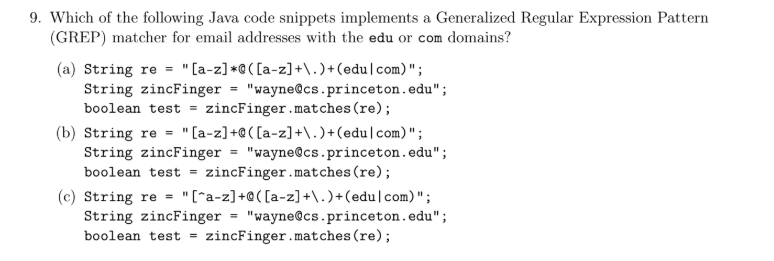 9. Which of the following Java code snippets implements a Generalized Regular Expression Pattern
(GREP) matcher for email addresses with the edu or com domains?
(a) String re = "[a-z]*@([a-z]+\.)+(edu|com)";
String zincFinger = "wayne@cs.princeton.edu";
boolean test = zincFinger.matches(re);
(b) String re = "[a-z]+@([a-z]+\.)+(edu|com)";
String zincFinger = "wayne@cs.princeton.edu";
boolean test = zincFinger.matches(re);
(c) String re = "[^a-z]+@([a-z]+\.)+(edu|com)";
String zincFinger = "wayne@cs.princeton.edu";
boolean test = zincFinger.matches(re);